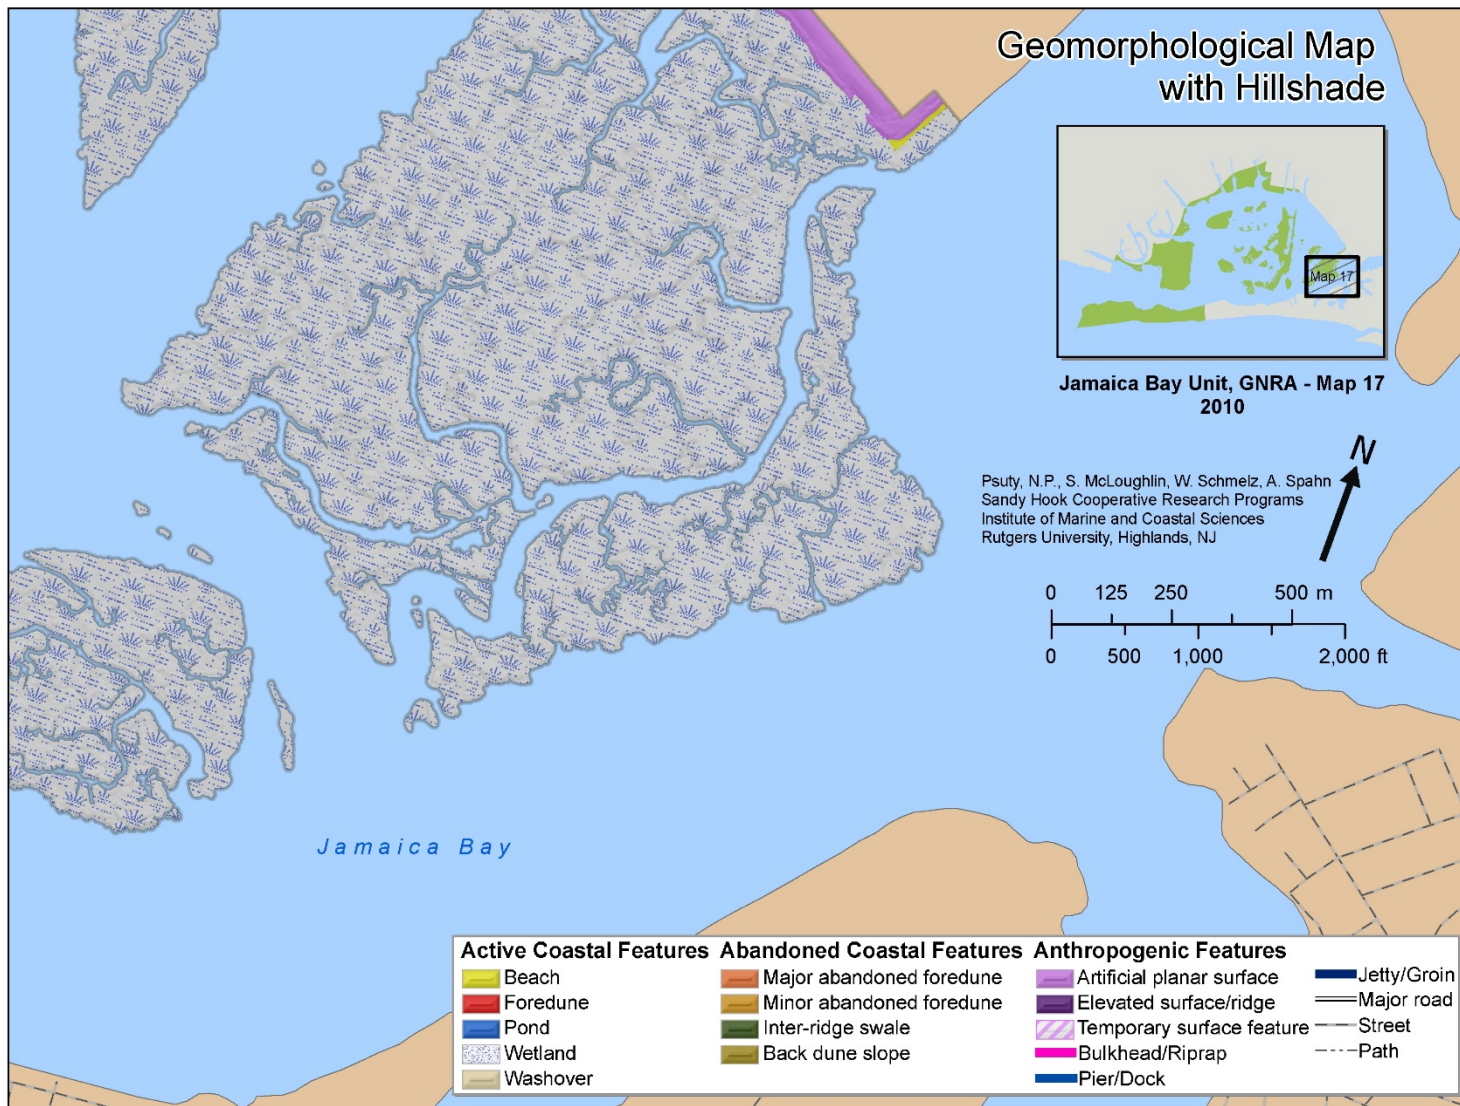 Geomorphological Map
with Hillshade
Map 17
Jamaica Bay Unit, GNRA - Map 17
2010
N
Psuty, N.P., S. McLoughlin, W. Schmelz, A. Spahn
Sandy Hook Cooperative Research Programs
Institute of Marine and Coastal Sciences
Rutgers University, Highlands, NJ
0 125 250 500 m
0 500 1,000 2,000 ft
Jamaica Bay
Active Coastal Features
Beach
Foredune
Pond
Wetland
Washover
Abandoned Coastal Features
Major abandoned foredune
Minor abandoned foredune
Inter-ridge swale
Back dune slope
Anthropogenic Features
Artificial planar surface
Elevated surface/ridge
Temporary surface feature
Bulkhead/Riprap
Pier/Dock
Jetty/Groin
Major road
Street
Path